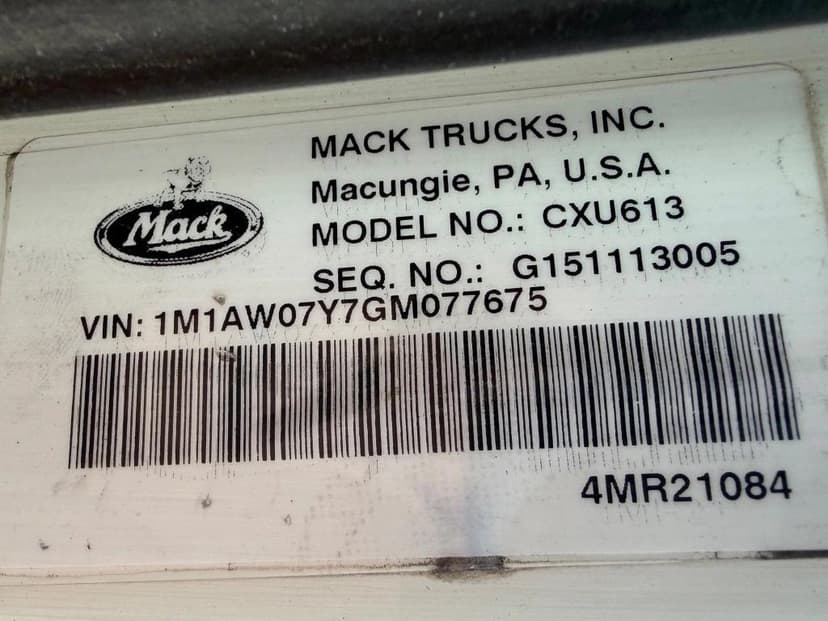 MACK TRUCKS, INC.
Macungie, PA, U.S.A.
Mack
MODEL NO.: CXU613
SEQ. NO.: G151113005
VIN: 1M1AW07Y7GM077675
4MR21084